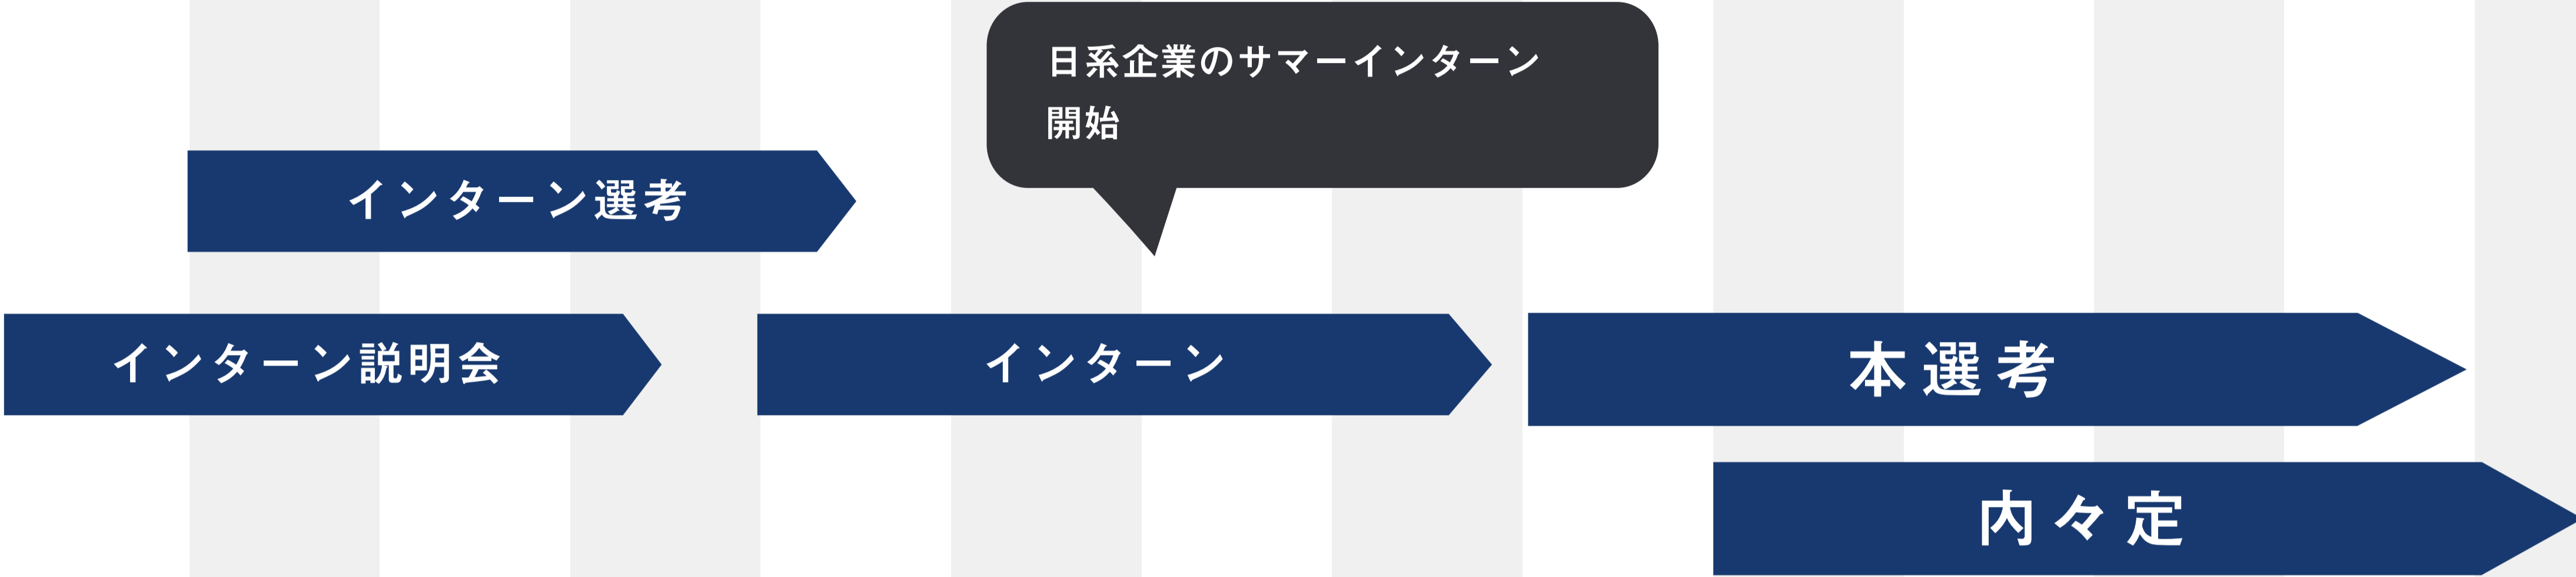 日系企業のサマーインターン
開始
インターン選考
インターン説明会
インターン
本選考
内々定